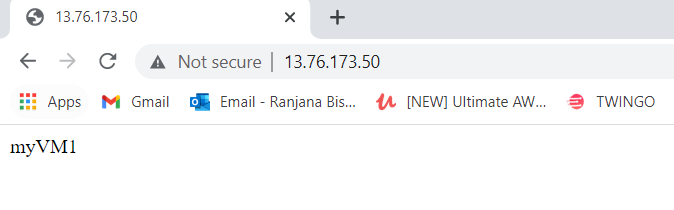 13.76.173.50
Not secure | 13.76.173.50
Apps Gmail Email - Ranjana Bis... [NEW] Ultimate AW... TWINGO
myVM1